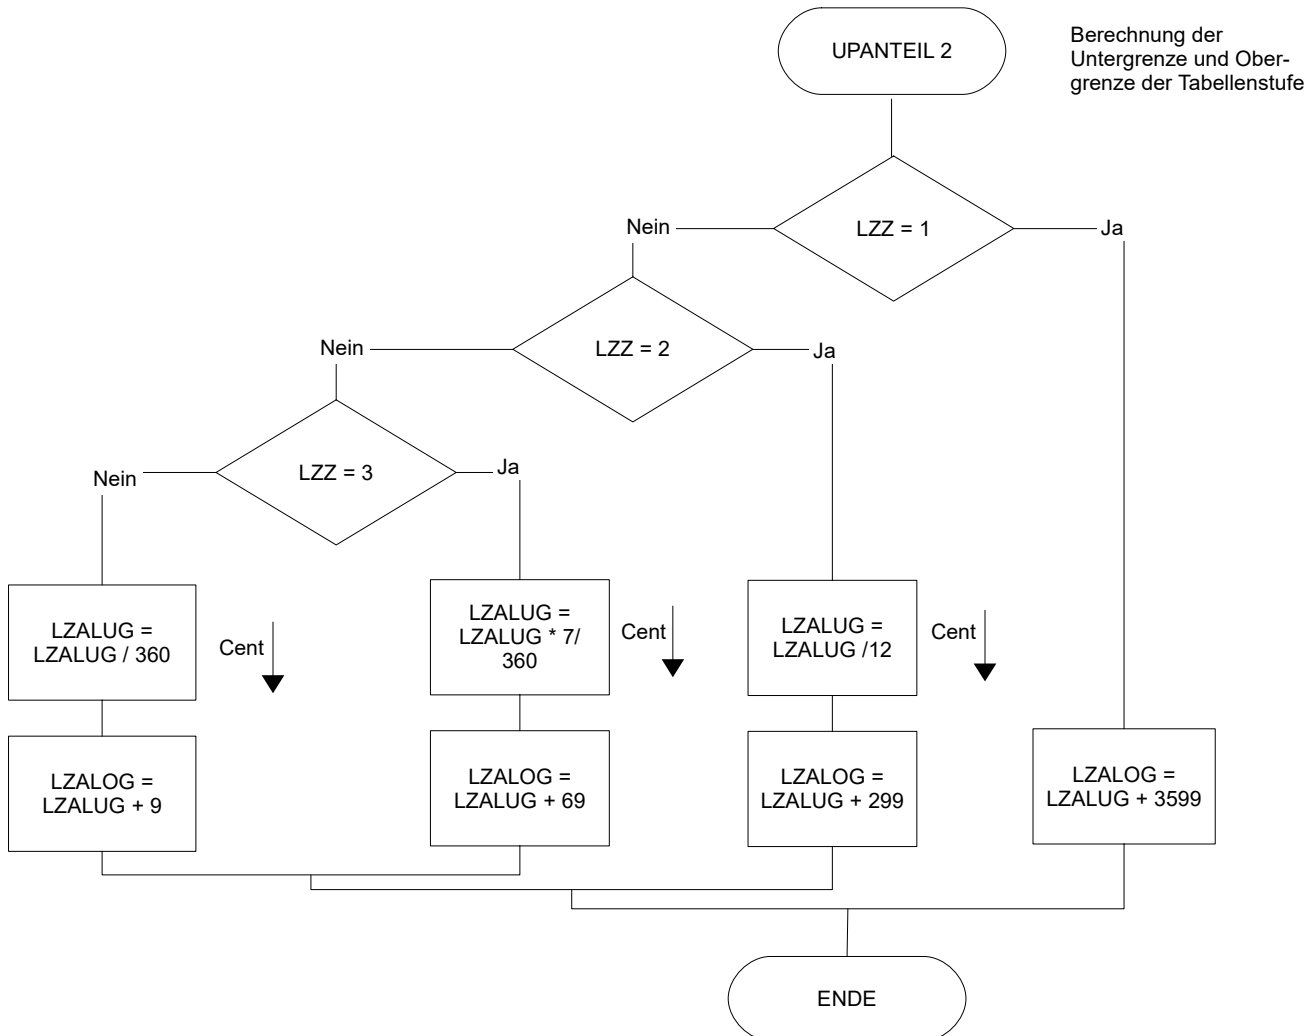 UPANTEIL 2
Berechnung der
Untergrenze und Ober-
grenze der Tabellenstufe
LZZ = 1
Nein
Ja
LZZ = 2
Nein
Ja
LZZ = 3
Nein
Ja
LZALUG =
LZALUG / 360
Cent
LZALUG =
LZALUG * 7/
360
Cent
LZALUG =
LZALUG /12
Cent
LZALOG =
LZALUG + 9
LZALOG =
LZALUG + 69
LZALOG =
LZALUG + 299
LZALOG =
LZALUG + 3599
ENDE